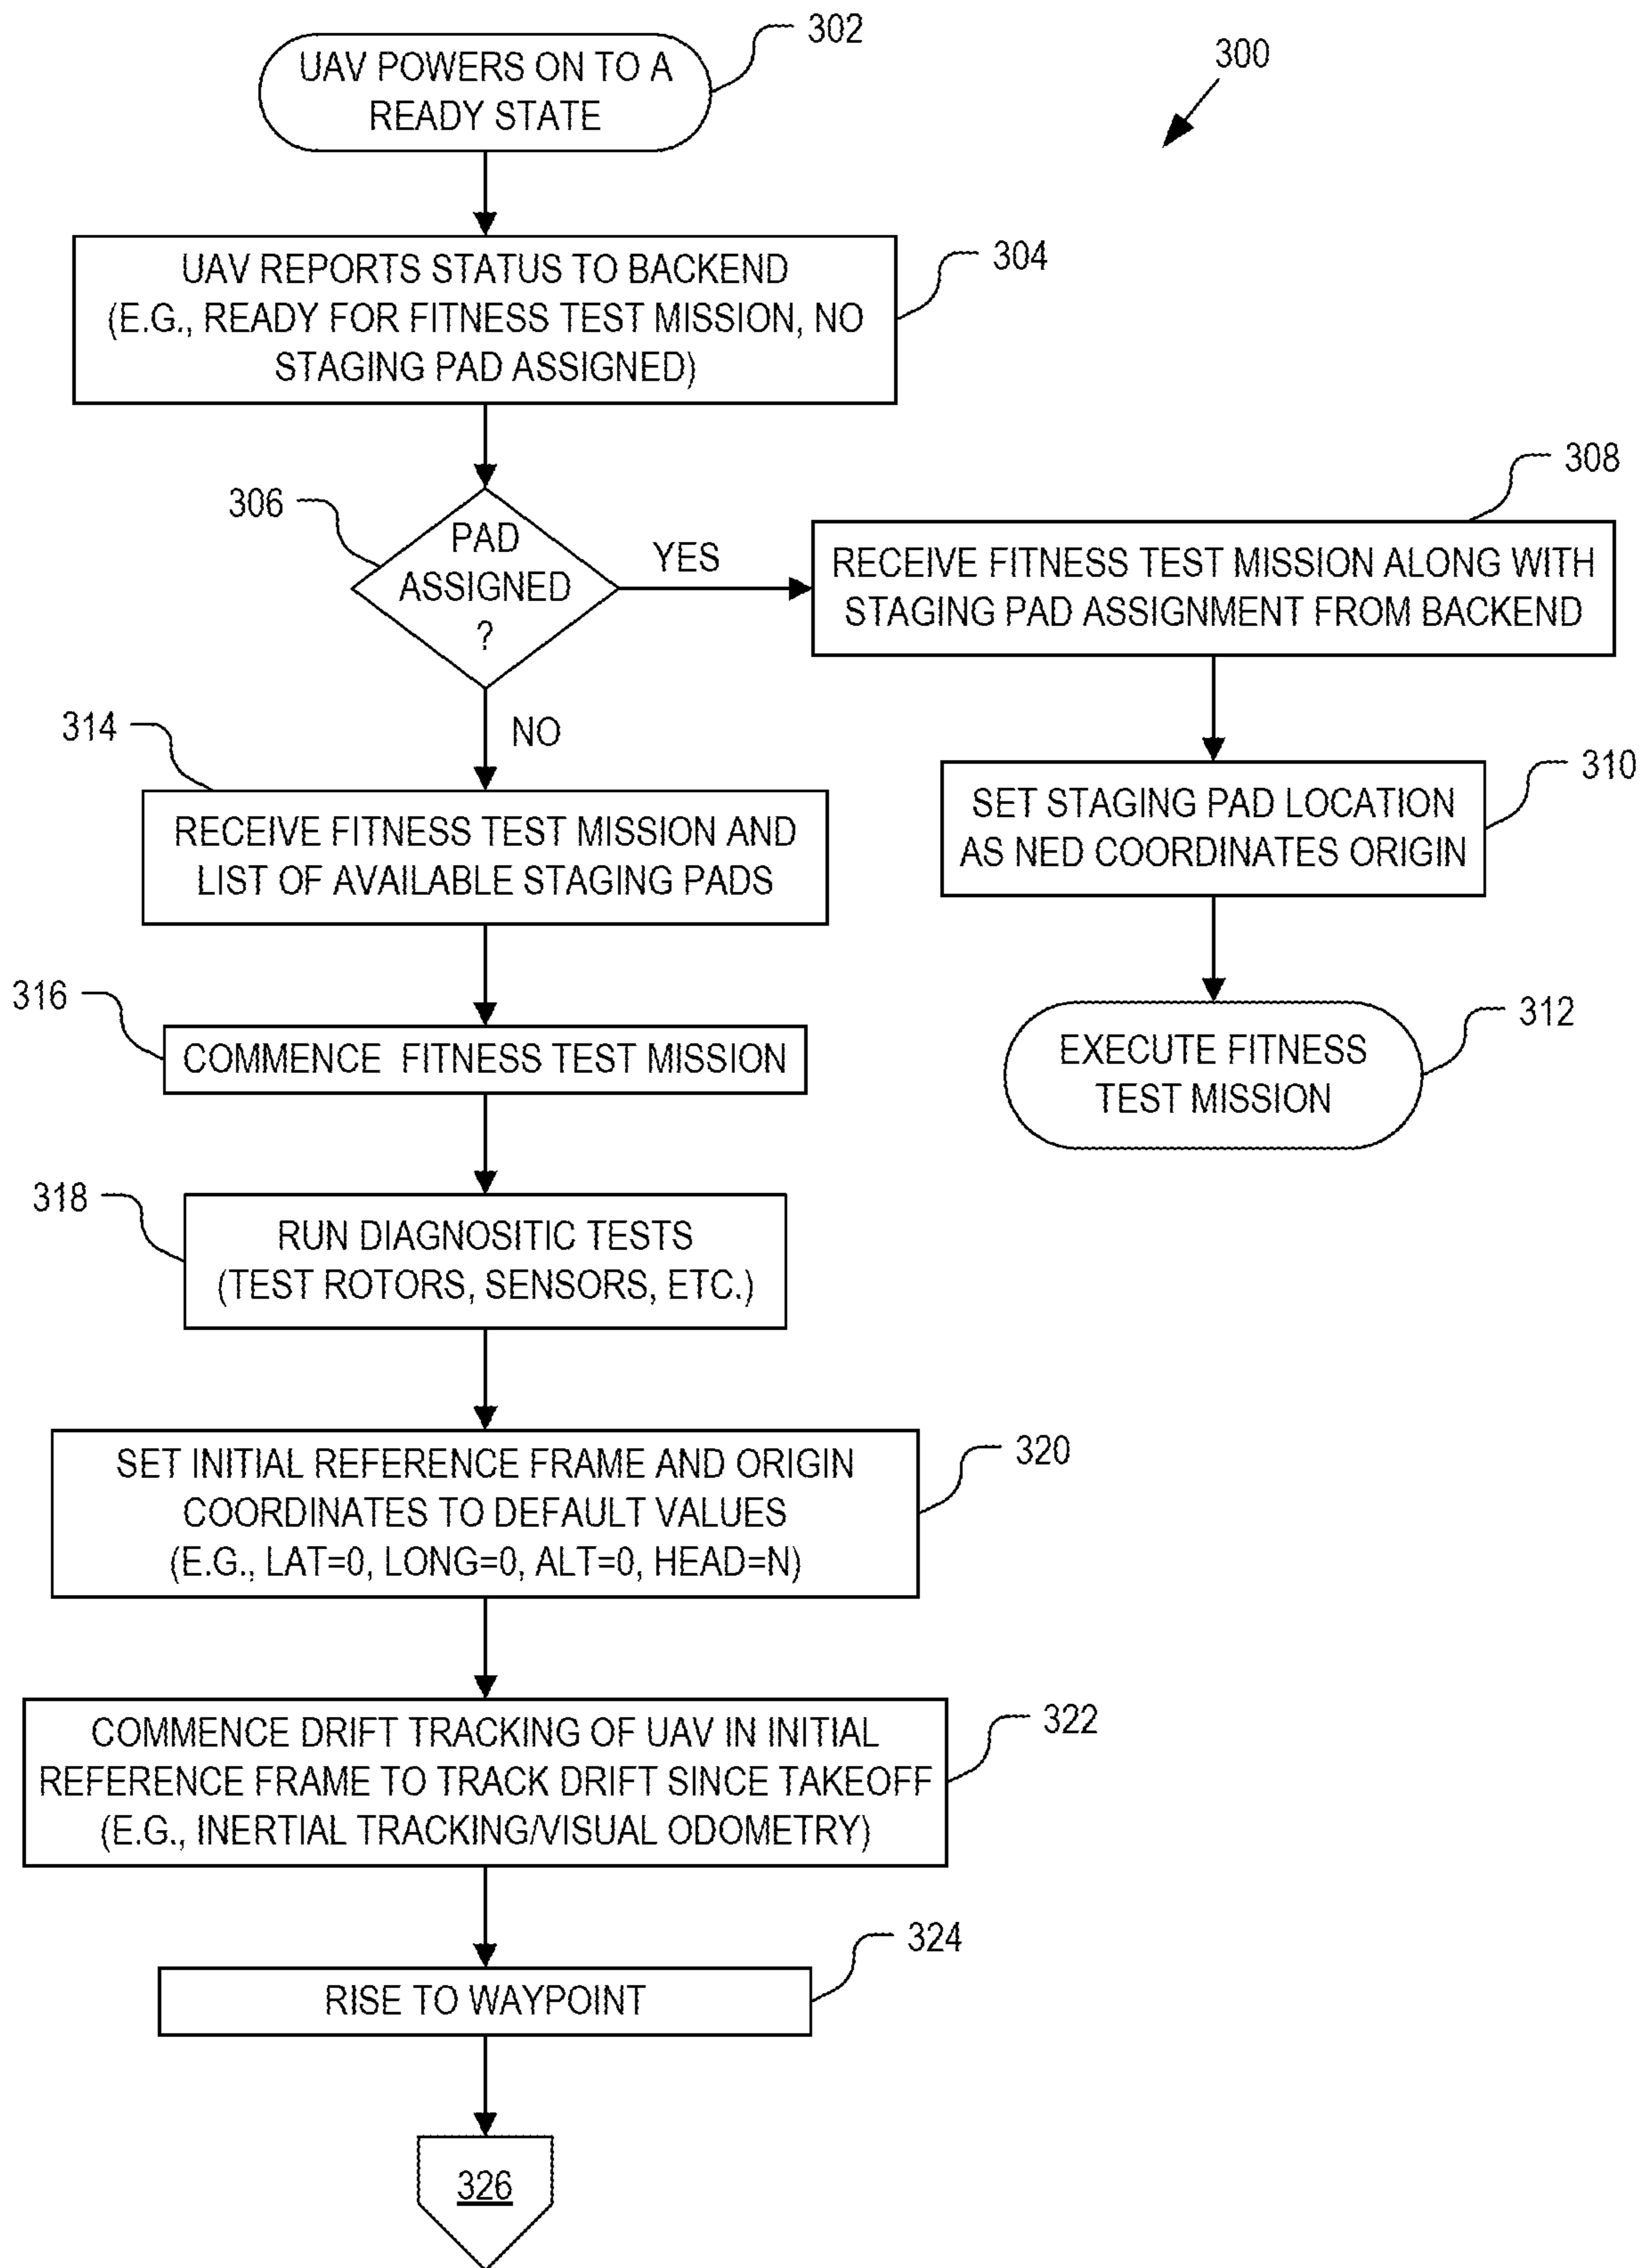 302
UAV POWERS ON TO A
READY STATE
300
304
UAV REPORTS STATUS TO BACKEND
(E.G., READY FOR FITNESS TEST MISSION, NO
STAGING PAD ASSIGNED)
306
PAD
ASSIGNED
?
YES
308
RECEIVE FITNESS TEST MISSION ALONG WITH
STAGING PAD ASSIGNMENT FROM BACKEND
310
SET STAGING PAD LOCATION
AS NED COORDINATES ORIGIN
312
EXECUTE FITNESS
TEST MISSION
NO
314
RECEIVE FITNESS TEST MISSION AND
LIST OF AVAILABLE STAGING PADS
316
COMMENCE FITNESS TEST MISSION
318
RUN DIAGNOSITIC TESTS
(TEST ROTORS, SENSORS, ETC.)
320
SET INITIAL REFERENCE FRAME AND ORIGIN
COORDINATES TO DEFAULT VALUES
(E.G., LAT=0, LONG=0, ALT=0, HEAD=N)
322
COMMENCE DRIFT TRACKING OF UAV IN INITIAL
REFERENCE FRAME TO TRACK DRIFT SINCE TAKEOFF
(E.G., INERTIAL TRACKING/VISUAL ODOMETRY)
324
RISE TO WAYPOINT
326